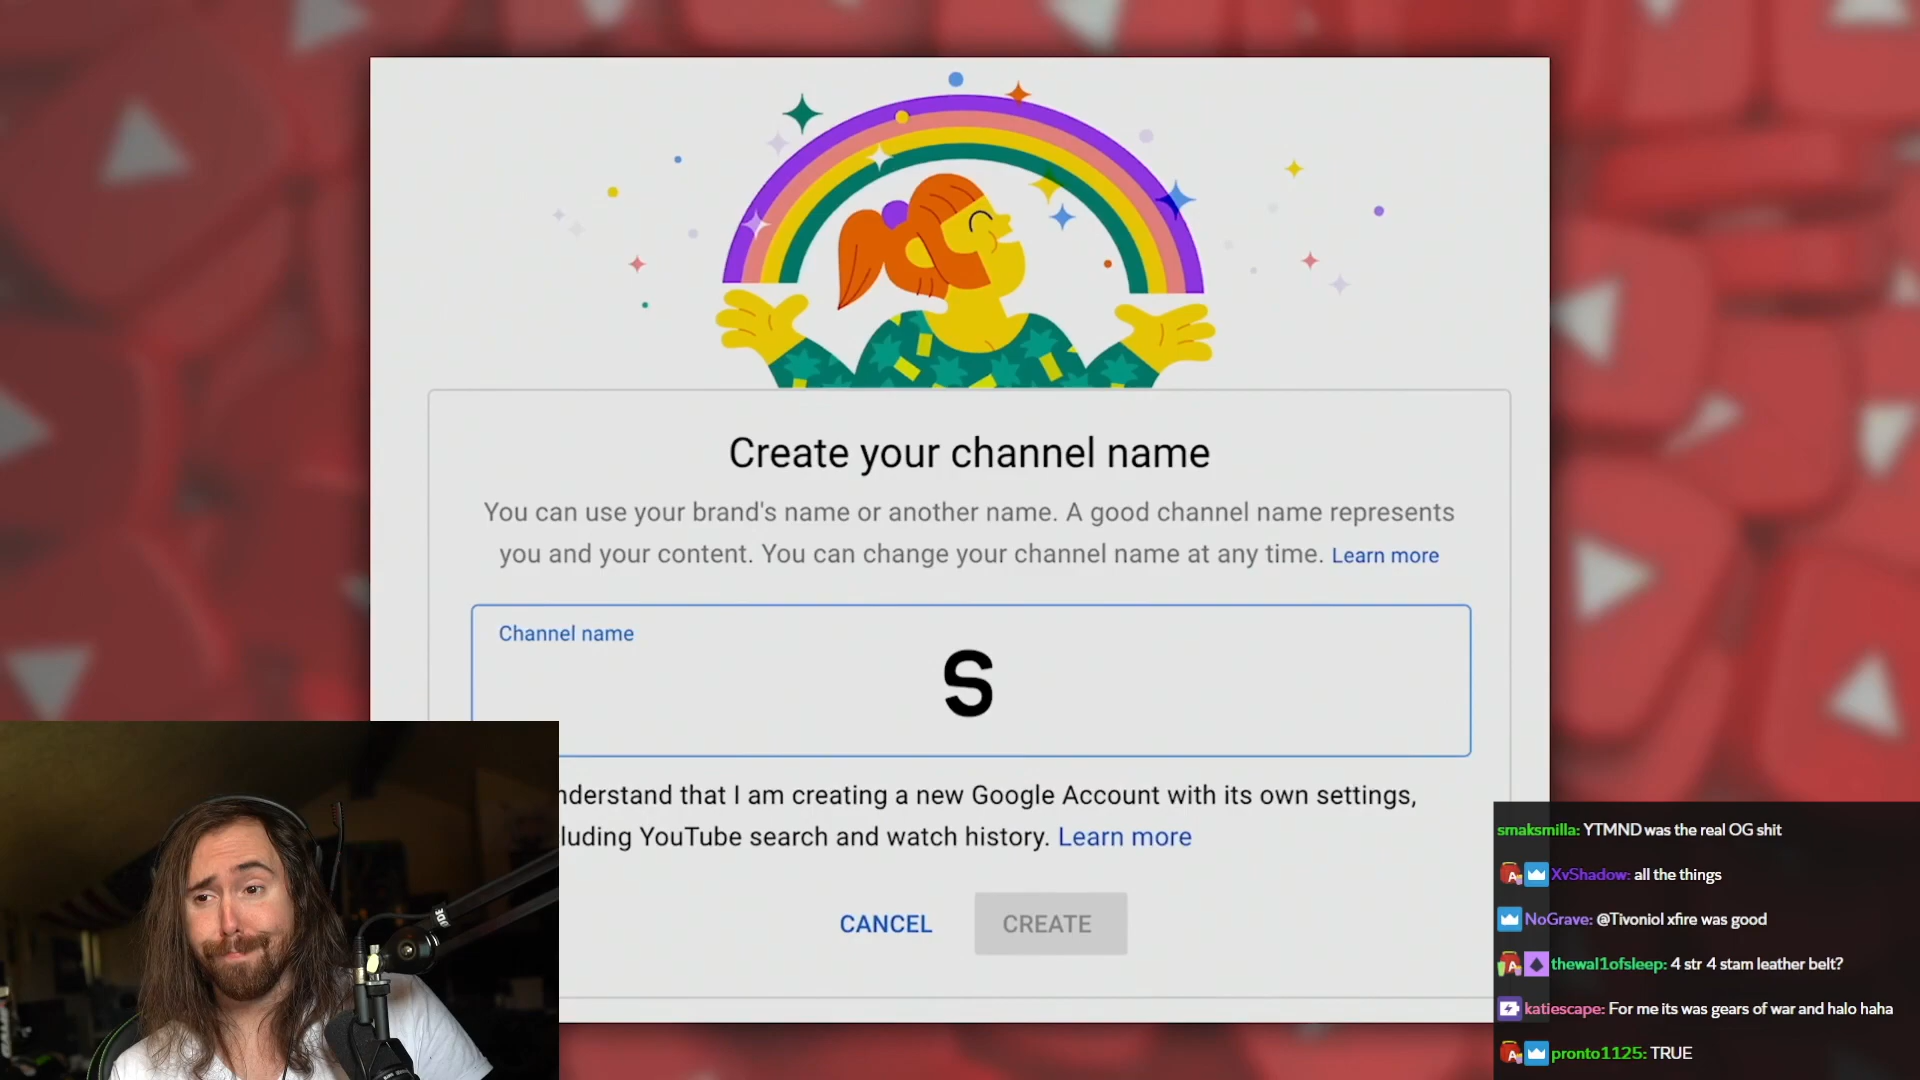 Create your channel name
You can use your brand's name or another name. A good channel name represents
you and your content. You can change your channel name at any time. Learn more
Channel name
S
nderstand that I am creating a new Google Account with its own settings,
luding YouTube search and watch history. Learn more
CANCEL
CREATE
smaksmilla: YTMND was the real OG shit
XvShadow: all the things
NoGrave: @Tivoniol xfire was good
thewal1ofsleep: 4 str 4 stam leather belt?
katiescape: For me its was gears of war and halo haha
pronto1125: TRUE